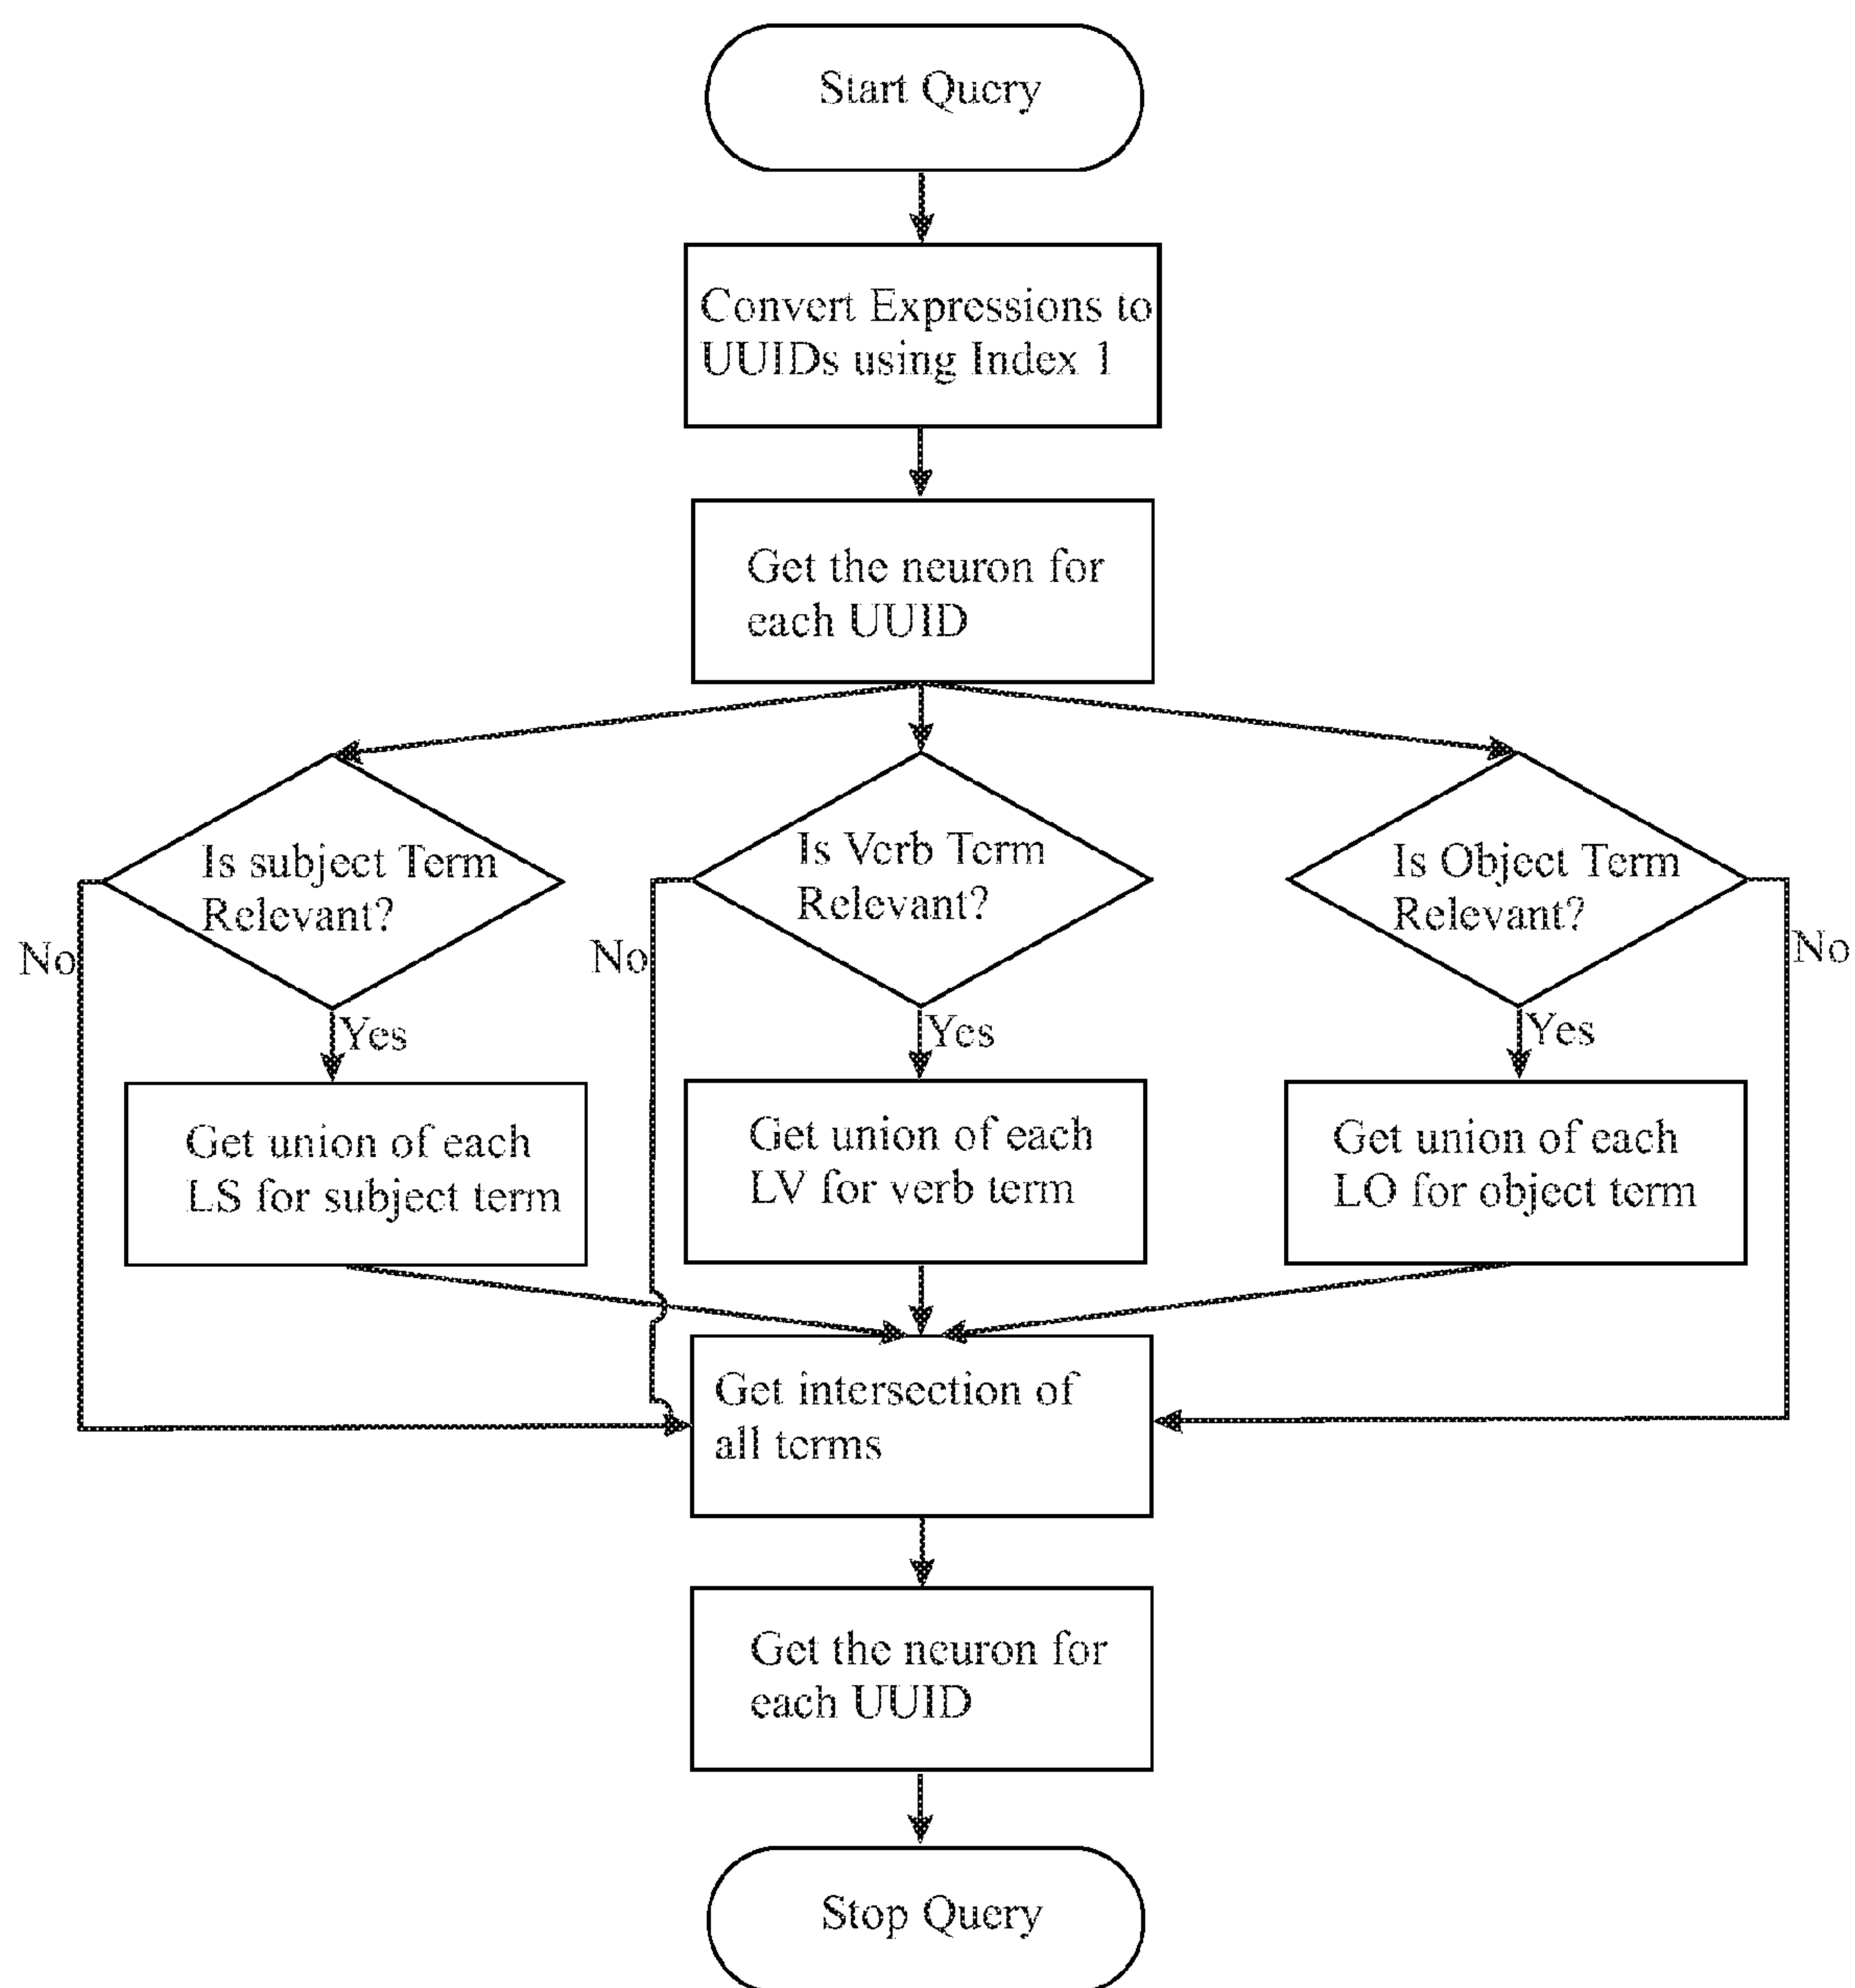 Start Query
Convert Expressions to
UUIDs using Index 1
Get the neuron for
each UUID
Is subject Term
Relevant?
Is Verb Term
Relevant?
Is Object Term
Relevant?
No
No
No
Yes
Yes
Yes
Get union of each
LS for subject term
Get union of each
LV for verb term
Get union of each
LO for object term
Get intersection of
all terms
Get the neuron for
each UUID
Stop Query